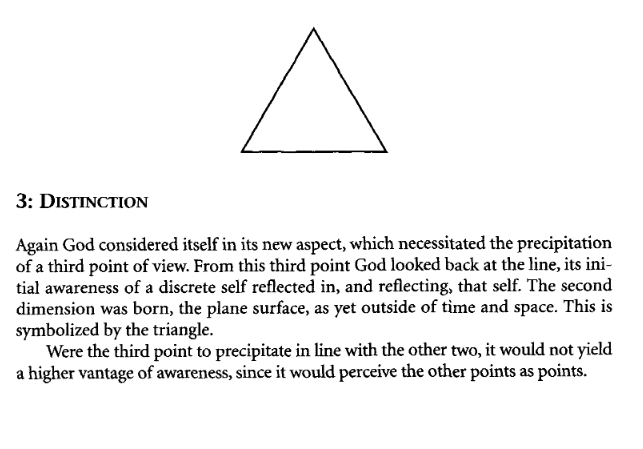 3: DISTINCTION
Again God considered itself in its new aspect, which necessitated the precipitation
of a third point of view. From this third point God looked back at the line, its ini-
tial awareness of a discrete self reflected in, and reflecting, that self. The second
dimension was born, the plane surface, as yet outside of time and space. This is
symbolized by the triangle.
Were the third point to precipitate in line with the other two, it would not yield
a higher vantage of awareness, since it would perceive the other points as points.